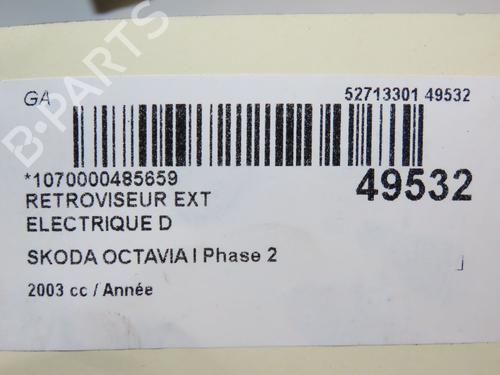 GA
52713301 49532
*1070000485659
49532
RETROVISEUR EXT
ELECTRIQUE D
SKODA OCTAVIA I Phase 2
2003 cc / Année
B-PARTS